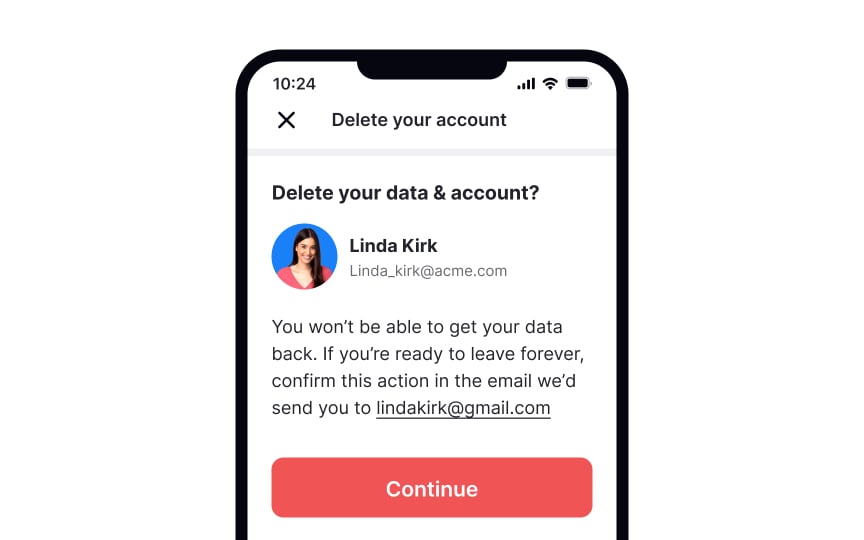 10:24
Delete your account
Delete your data & account?
Linda Kirk
Linda_kirk@acme.com
You won’t be able to get your data
back. If you’re ready to leave forever,
confirm this action in the email we’d
send you to lindakirk@gmail.com
Continue